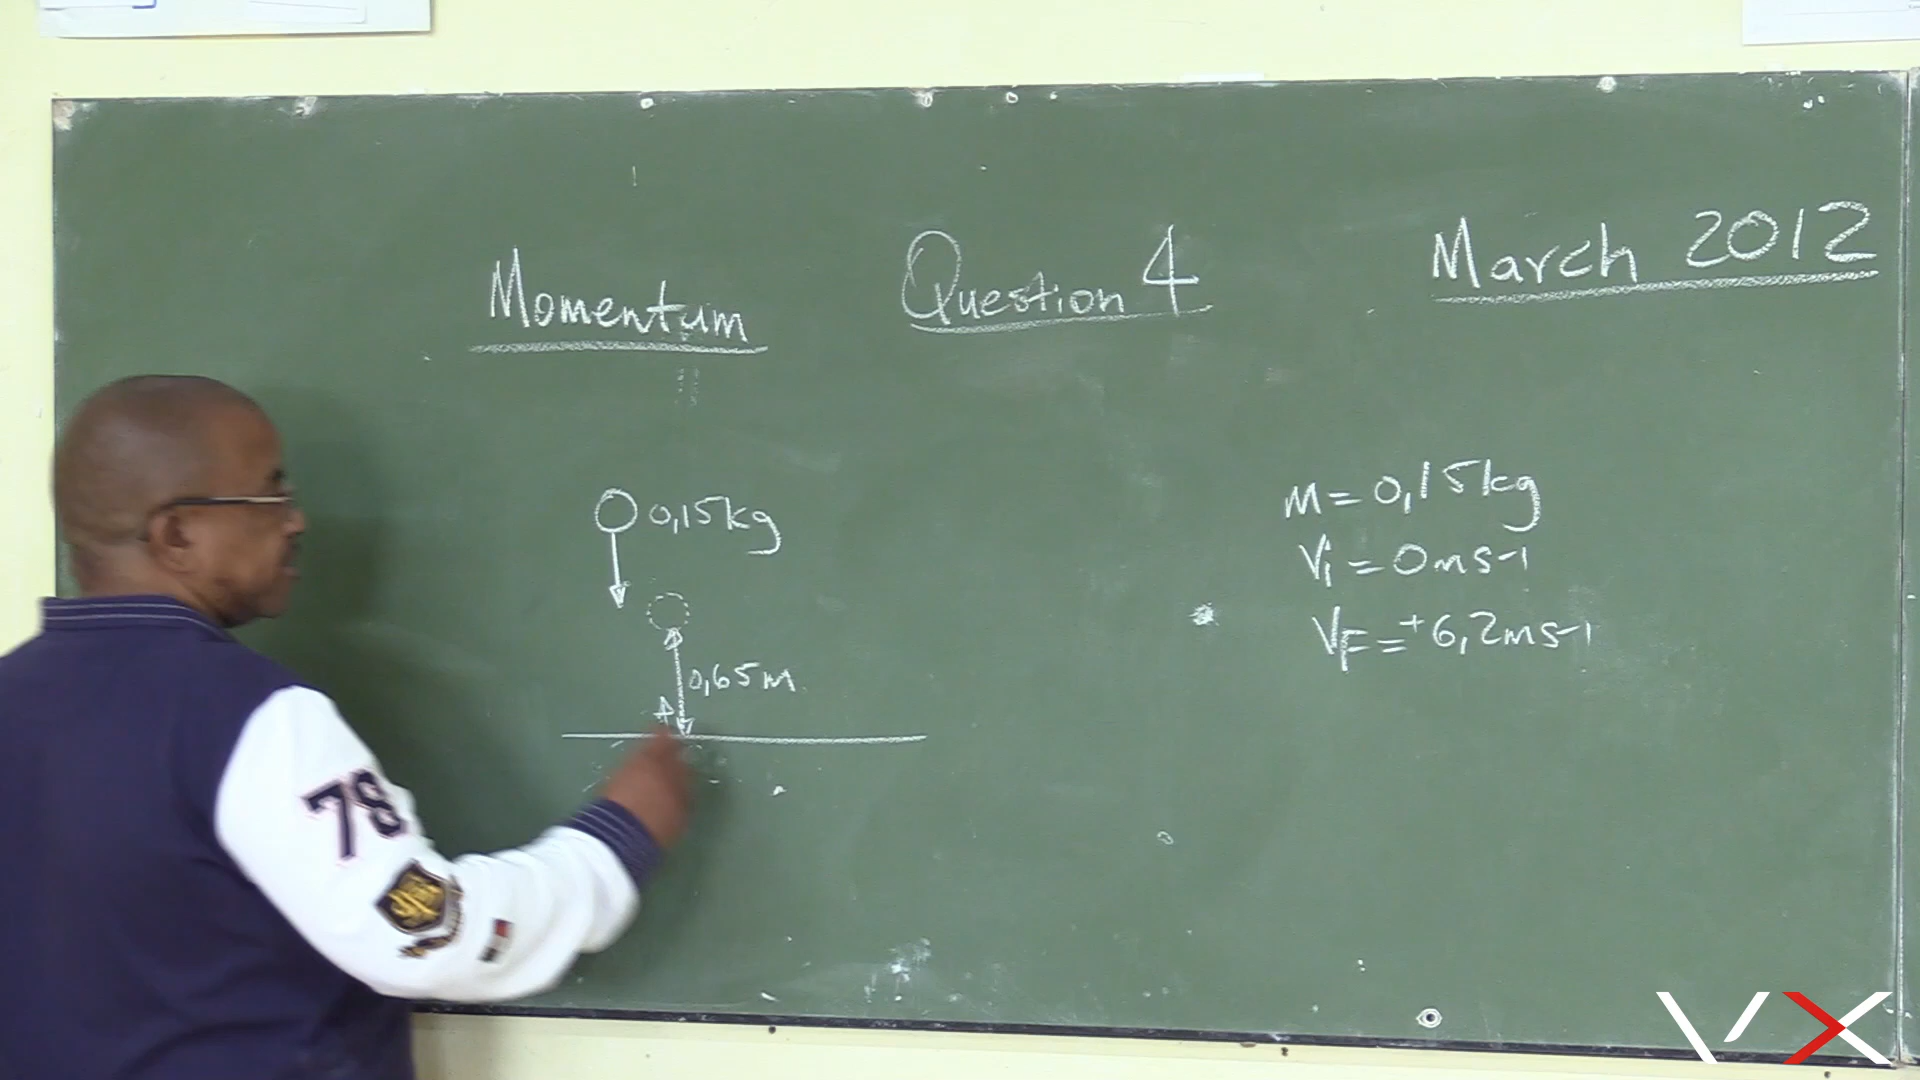 Momentum
Question 4
March 2012
0,15kg
0,65m
M = 0,15kg
Vi = 0ms-1
VF = +6,2ms-1
78
VX